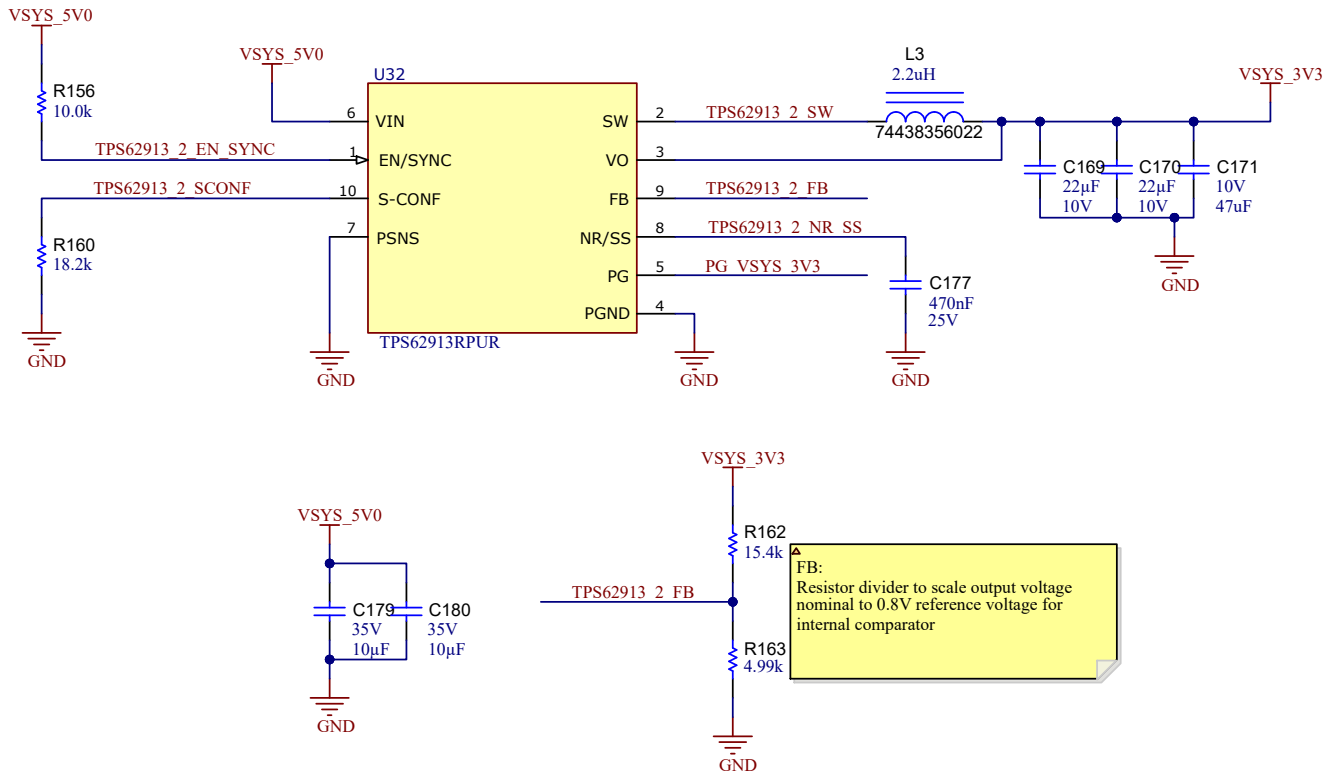 VSYS_5V0
R156
10.0k
TPS62913_2_EN_SYNC
TPS62913_2_SCONF
R160
18.2k
GND
VSYS_5V0
U32
6
VIN
1
EN/SYNC
10
S-CONF
7
PSNS
SW
2
VO
3
FB
9
NR/SS
8
PG
5
PGND
4
TPS62913RPUR
GND
TPS62913_2_SW
TPS62913_2_FB
TPS62913_2_NR_SS
PG_VSYS_3V3
GND
L3
2.2uH
74438356022
VSYS_3V3
C169
22µF
10V
C170
22µF
10V
C171
10V
47uF
GND
C177
470nF
25V
GND
VSYS_5V0
C179
35V
10µF
C180
35V
10µF
GND
VSYS_3V3
R162
15.4k
TPS62913_2_FB
R163
4.99k
GND
FB:
Resistor divider to scale output voltage
nominal to 0.8V reference voltage for
internal comparator